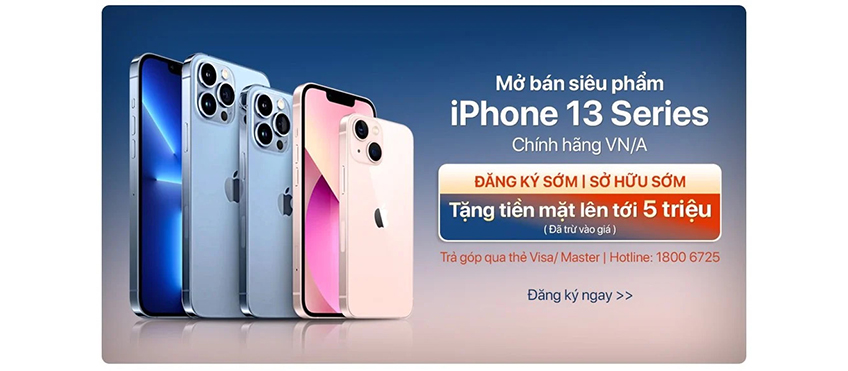 Mở bán siêu phẩm
iPhone 13 Series
Chính hãng VN/A
ĐĂNG KÝ SỚM | SỞ HỮU SỚM
Tặng tiền mặt lên tới 5 triệu
( Đã trừ vào giá )
Trả góp qua thẻ Visa/ Master | Hotline: 1800 6725
Đăng ký ngay >>